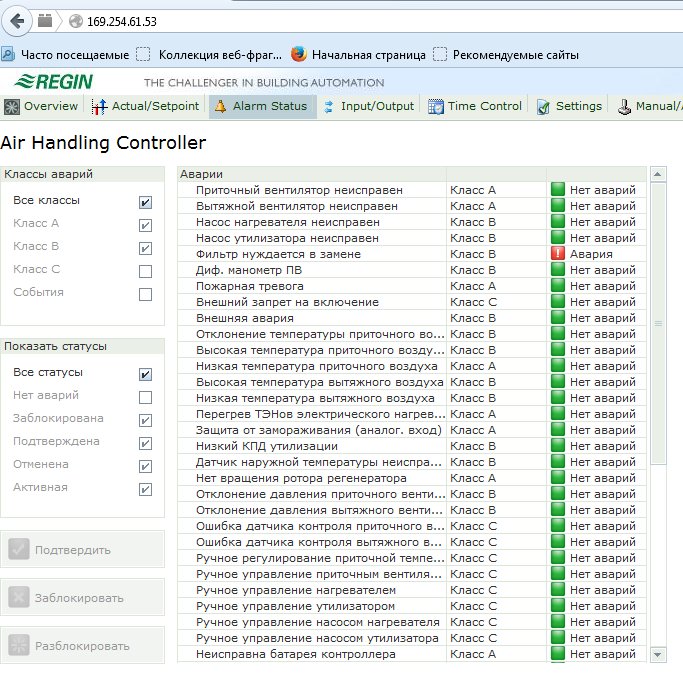 169.254.61.53
Часто посещаемые Коллекция веб-фраг... Начальная страница Рекомендуемые сайты
REGIN THE CHALLENGER IN BUILDING AUTOMATION
Overview Actual/Setpoint Alarm Status Input/Output Time Control Settings Manual/
Air Handling Controller
Классы аварий
Все классы
Класс A
Класс B
Класс C
События
Показать статусы
Все статусы
Нет аварий
Заблокирована
Подтверждена
Отменена
Активная
Подтвердить
Заблокировать
Разблокировать
Аварии
Приточный вентилятор неисправен Класс A Нет аварий
Вытяжной вентилятор неисправен Класс A Нет аварий
Насос нагревателя неисправен Класс B Нет аварий
Насос утилизатора неисправен Класс B Нет аварий
Фильтр нуждается в замене Класс B Авария
Диф. манометр ПВ Класс B Нет аварий
Пожарная тревога Класс A Нет аварий
Внешний запрет на включение Класс C Нет аварий
Внешняя авария Класс B Нет аварий
Отклонение температуры приточного во... Класс B Нет аварий
Высокая температура приточного возду... Класс B Нет аварий
Низкая температура приточного воздуха Класс B Нет аварий
Высокая температура вытяжного воздуха Класс B Нет аварий
Низкая температура вытяжного воздуха Класс B Нет аварий
Перегрев ТЭНов электрического нагрев... Класс A Нет аварий
Защита от замораживания (аналог. вход) Класс A Нет аварий
Низкий КПД утилизации Класс B Нет аварий
Датчик наружной температуры неиспра... Класс B Нет аварий
Нет вращения ротора регенератора Класс A Нет аварий
Отклонение давления приточного венти... Класс B Нет аварий
Отклонение давления вытяжного венти... Класс B Нет аварий
Ошибка датчика контроля приточного в... Класс C Нет аварий
Ошибка датчика контроля вытяжного в... Класс C Нет аварий
Ручное регулирование приточной темпе... Класс C Нет аварий
Ручное управление приточным вентиля... Класс C Нет аварий
Ручное управление нагревателем Класс C Нет аварий
Ручное управление утилизатором Класс C Нет аварий
Ручное управление насосом нагревателя Класс C Нет аварий
Ручное управление насосом утилизатора Класс C Нет аварий
Неисправна батарея контроллера Класс A Нет аварий